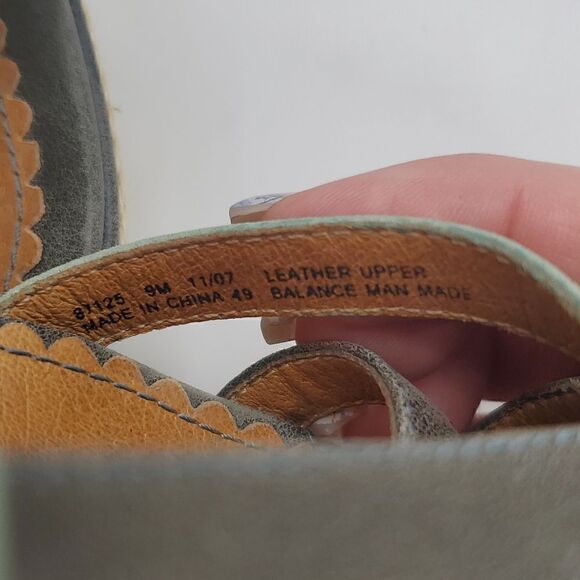 87125 9M 11/07 LEATHER UPPER
MADE IN CHINA 49 BALANCE MAN MADE